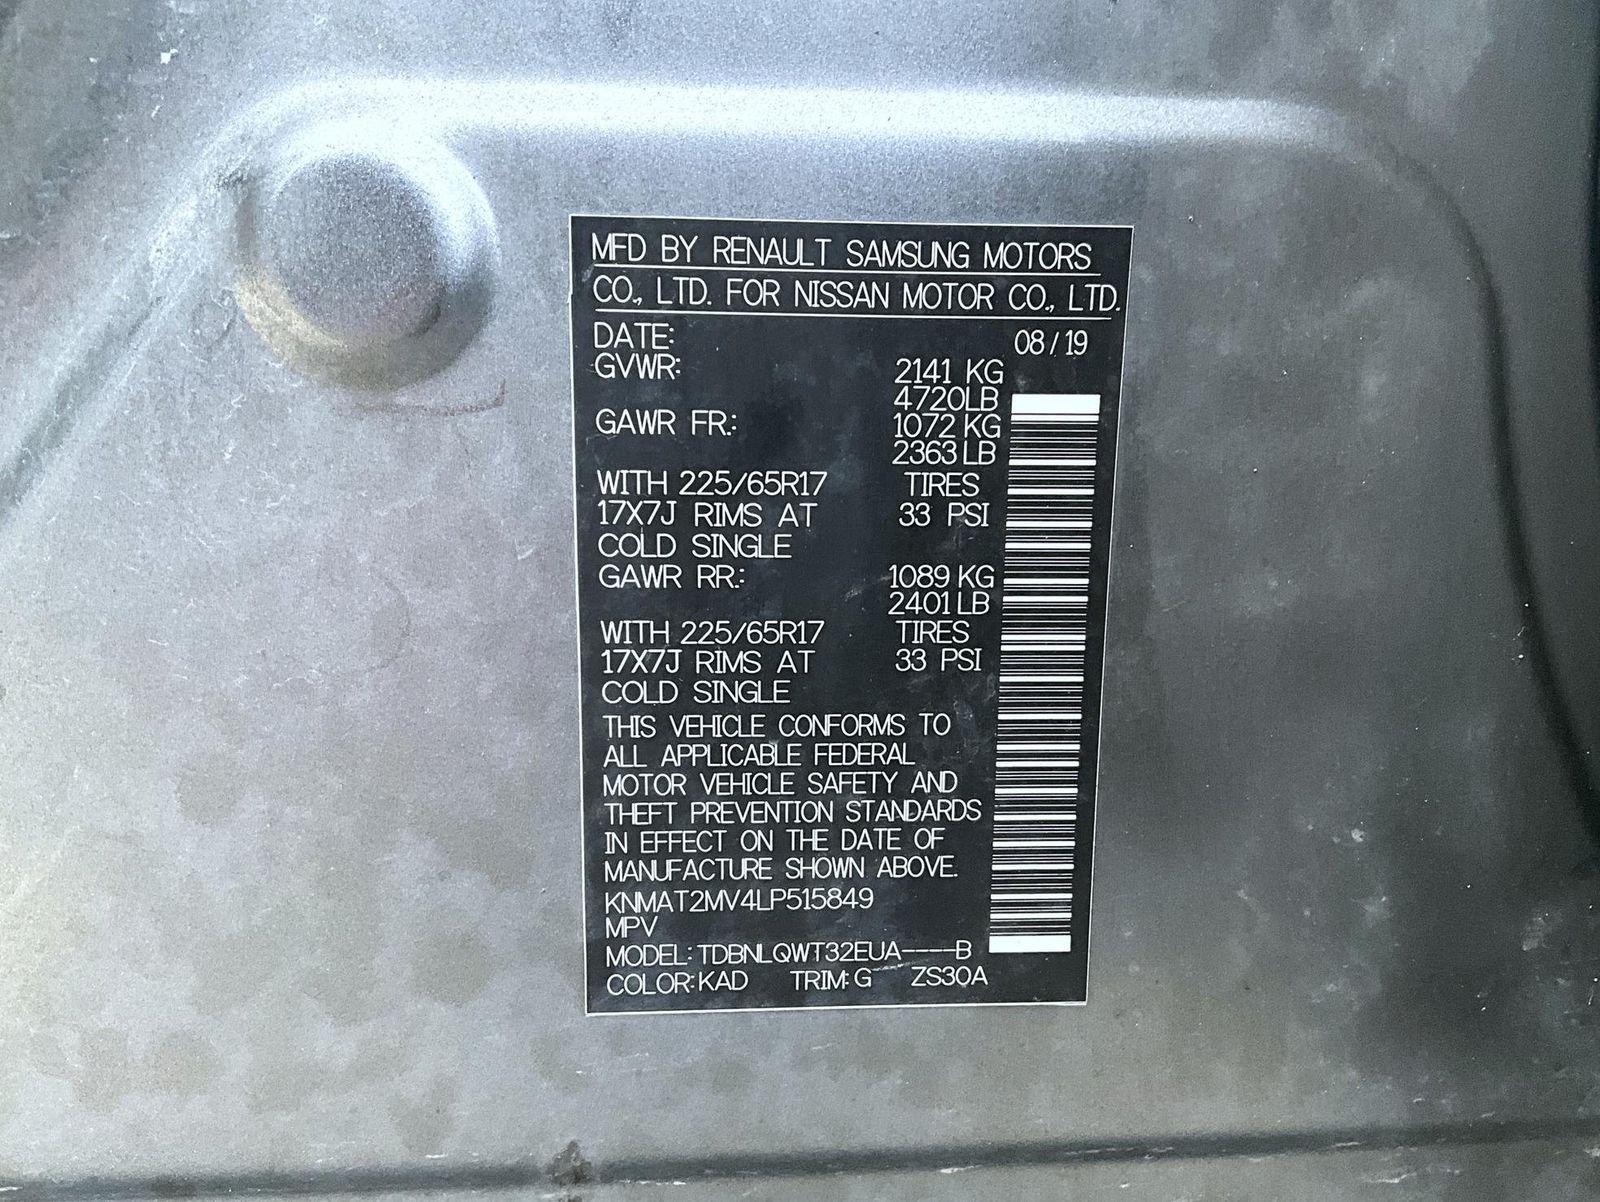 MFD BY RENAULT SAMSUNG MOTORS
CO., LTD. FOR NISSAN MOTOR CO., LTD.
DATE: 08/19
GVWR: 2141 KG
4720LB
GAWR FR.: 1072 KG
2363 LB
WITH 225/65R17 TIRES
17X7J RIMS AT 33 PSI
COLD SINGLE
GAWR RR.: 1089 KG
2401 LB
WITH 225/65R17 TIRES
17X7J RIMS AT 33 PSI
COLD SINGLE
THIS VEHICLE CONFORMS TO
ALL APPLICABLE FEDERAL
MOTOR VEHICLE SAFETY AND
THEFT PREVENTION STANDARDS
IN EFFECT ON THE DATE OF
MANUFACTURE SHOWN ABOVE.
KNMAT2MV4LP515849
MPV
MODEL: TDBNLQWT32EUA----B
COLOR: KAD TRIM: G ZS30A